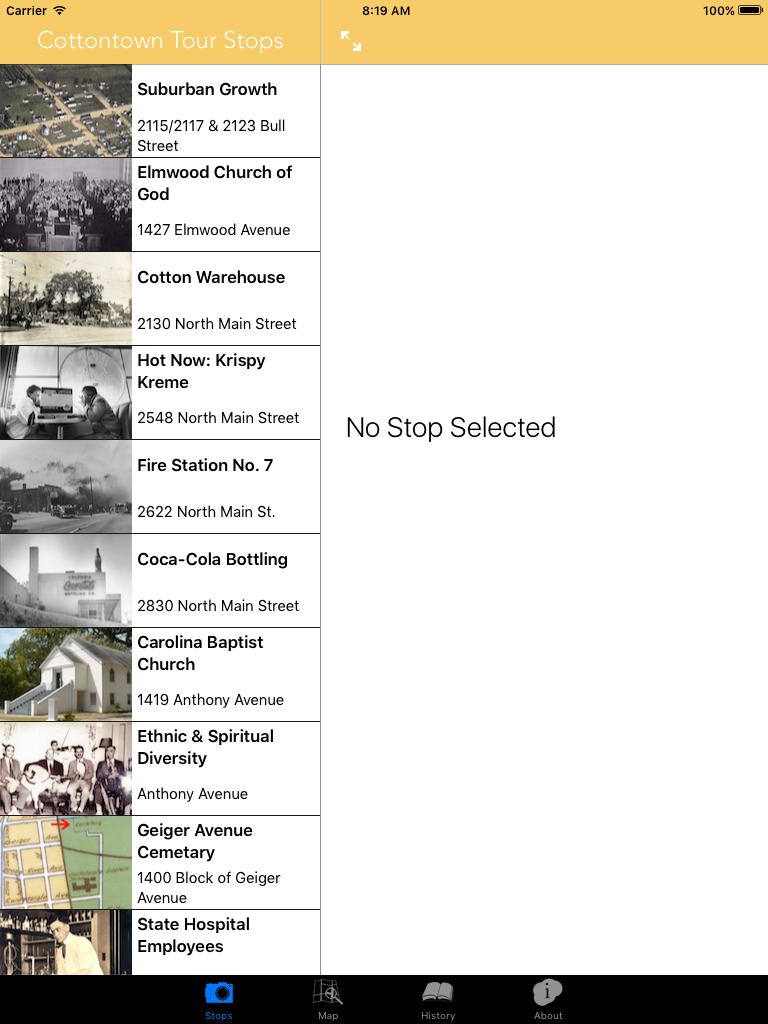 Carrier 8:19 AM 100%
Cottontown Tour Stops
Suburban Growth
2115/2117 & 2123 Bull
Street
Elmwood Church of
God
1427 Elmwood Avenue
Cotton Warehouse
2130 North Main Street
Hot Now: Krispy
Kreme
2548 North Main Street
Fire Station No. 7
2622 North Main St.
Coca-Cola Bottling
2830 North Main Street
Carolina Baptist
Church
1419 Anthony Avenue
Ethnic & Spiritual
Diversity
Anthony Avenue
Geiger Avenue
Cemetary
1400 Block of Geiger
Avenue
State Hospital
Employees
No Stop Selected
Stops Map History About